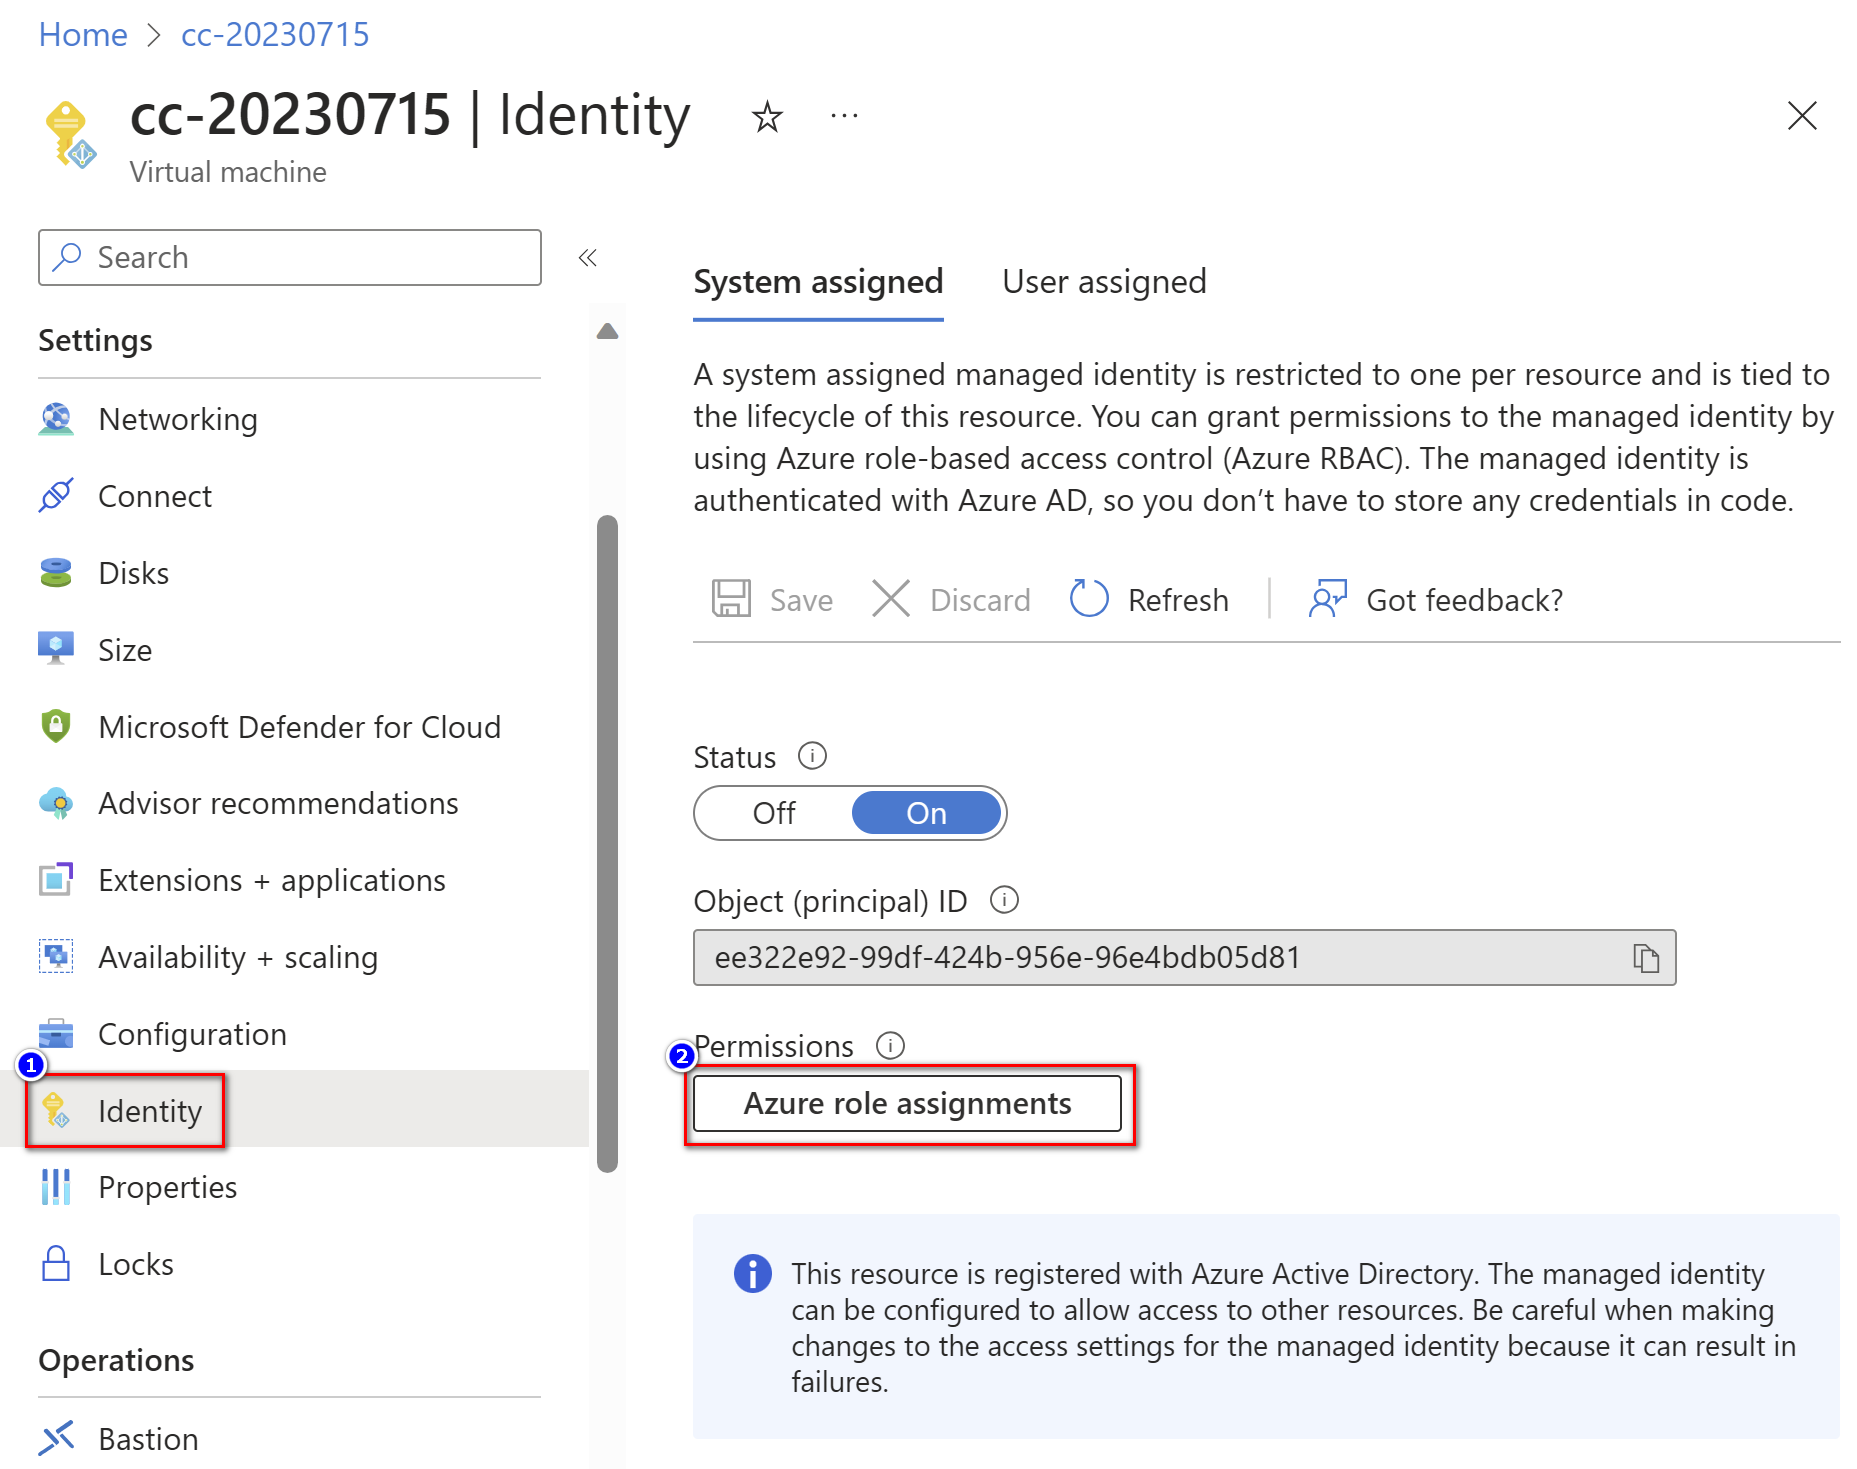 Home > cc-20230715
cc-20230715 | Identity
Virtual machine
Search
Settings
Networking
Connect
Disks
Size
Microsoft Defender for Cloud
Advisor recommendations
Extensions + applications
Availability + scaling
Configuration
1
Identity
Properties
Locks
Operations
Bastion
System assigned User assigned
A system assigned managed identity is restricted to one per resource and is tied to
the lifecycle of this resource. You can grant permissions to the managed identity by
using Azure role-based access control (Azure RBAC). The managed identity is
authenticated with Azure AD, so you don’t have to store any credentials in code.
Save Discard Refresh Got feedback?
Status
Off On
Object (principal) ID
ee322e92-99df-424b-956e-96e4bdb05d81
2 Permissions
Azure role assignments
This resource is registered with Azure Active Directory. The managed identity
can be configured to allow access to other resources. Be careful when making
changes to the access settings for the managed identity because it can result in
failures.